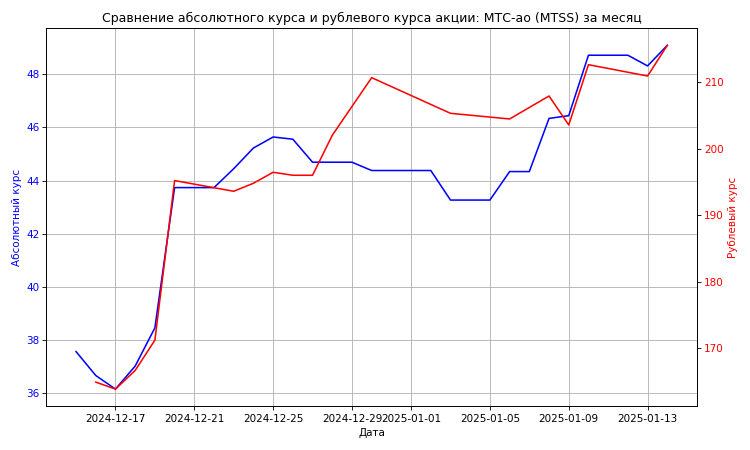 Сравнение абсолютного курса и рублевого курса акции: МТС-ао (MTSS) за месяц
Абсолютный курс
48
46
44
42
40
38
36
210
200
190
180
170
Рублевый курс
2024-12-17 2024-12-21 2024-12-25 2024-12-29 2025-01-01 2025-01-05 2025-01-09 2025-01-13
Дата